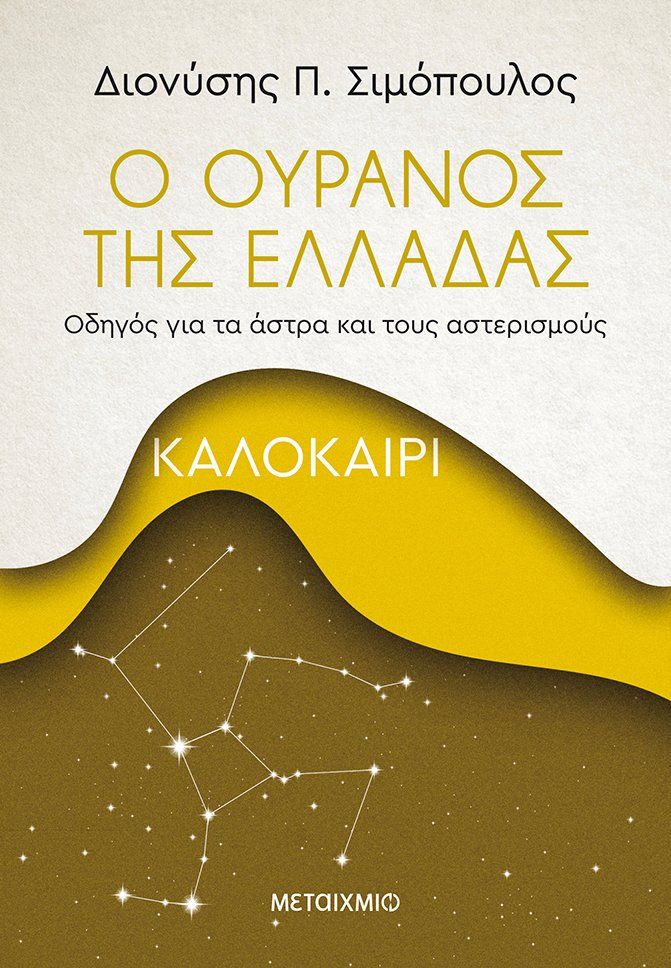 Διονύσης Π. Σιμόπουλος
Ο ΟΥΡΑΝΟΣ
ΤΗΣ ΕΛΛΑΔΑΣ
Οδηγός για τα άστρα και τους αστερισμούς
ΚΑΛΟΚΑΙΡΙ
ΜΕΤΑΙΧΜΙΟ